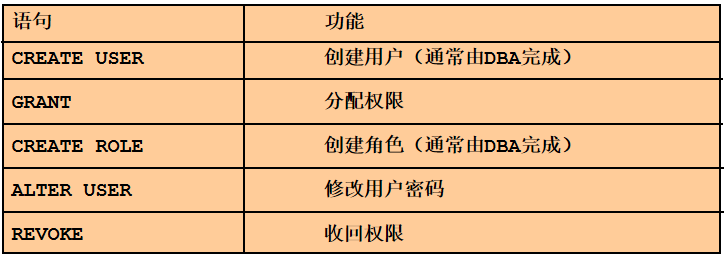 语句 功能
CREATE USER 创建用户（通常由DBA完成）
GRANT 分配权限
CREATE ROLE 创建角色（通常由DBA完成）
ALTER USER 修改用户密码
REVOKE 收回权限